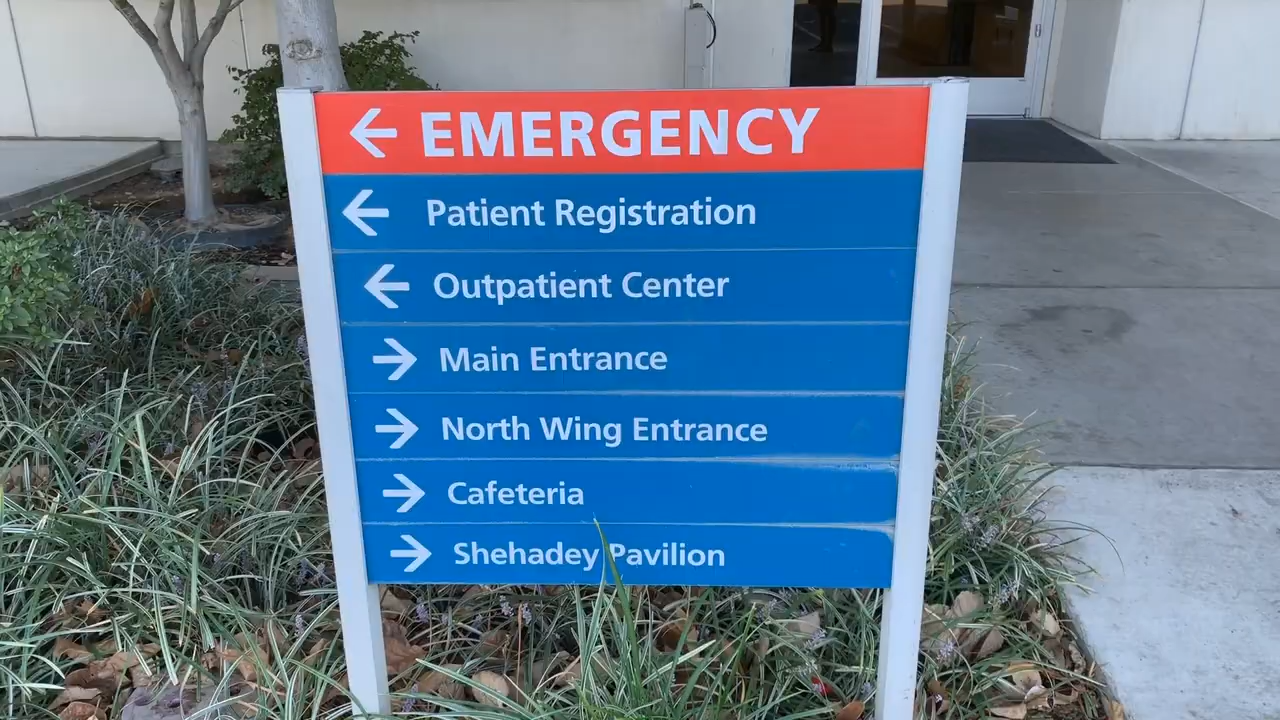 ← EMERGENCY
← Patient Registration
← Outpatient Center
→ Main Entrance
→ North Wing Entrance
→ Cafeteria
→ Shehadey Pavilion